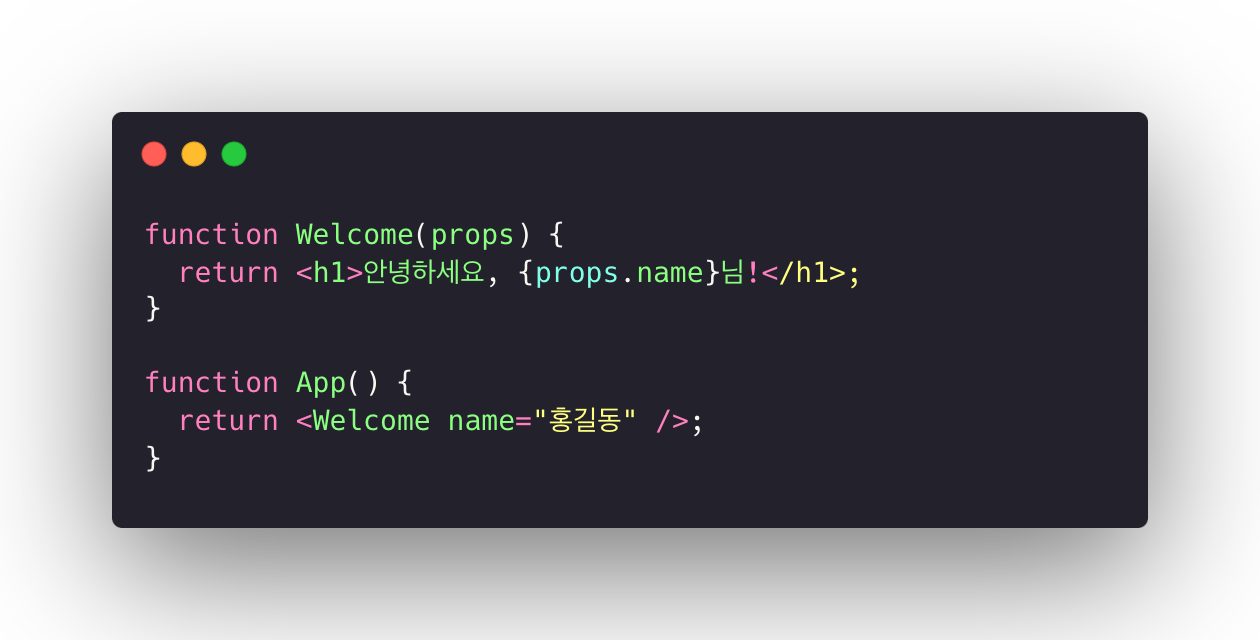 function Welcome(props) {
  return <h1>안녕하세요, {props.name}님!</h1>;
}

function App() {
  return <Welcome name="홍길동" />;
}